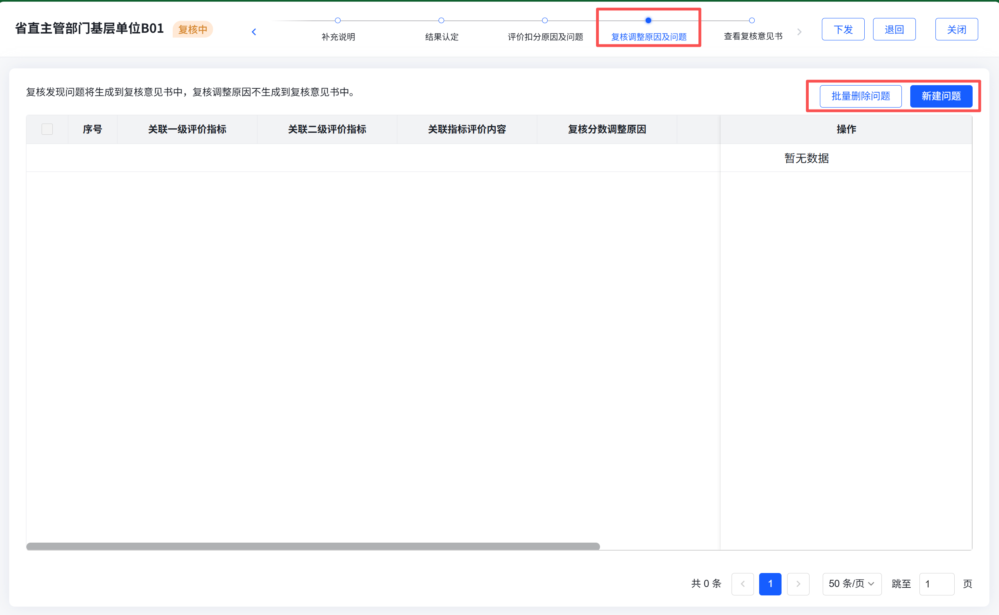 省直主管部门基层单位B01 复核中
补充说明 结果认定 评价扣分原因及问题 复核调整原因及问题 查看复核意见书
下发 退回 关闭
复核发现问题将生成到复核意见书中，复核调整原因不生成到复核意见书中。
批量删除问题 新建问题
序号 关联一级评价指标 关联二级评价指标 关联指标评价内容 复核分数调整原因 操作
暂无数据
共 0 条 1 50 条/页 跳至 1 页